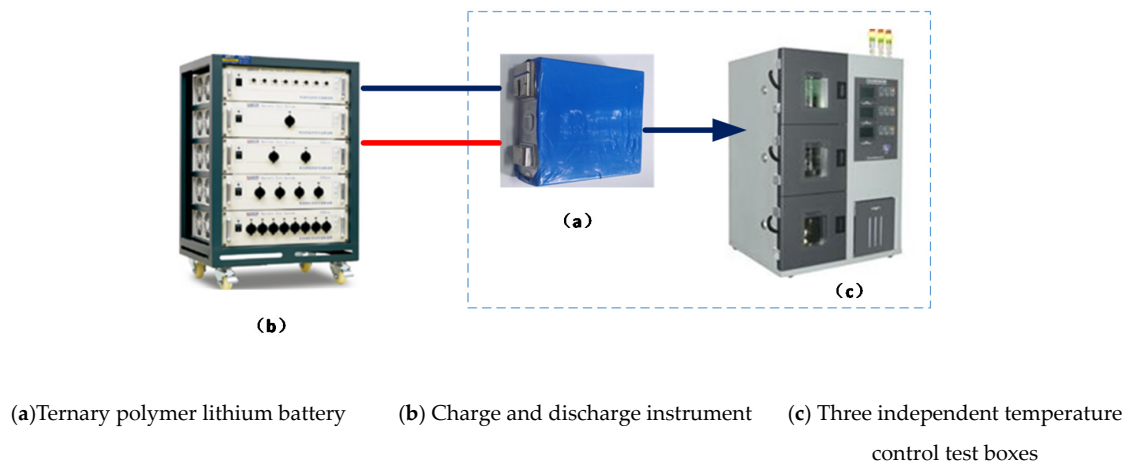 (a)
(c)
(b)
(a)Ternary polymer lithium battery
(b) Charge and discharge instrument
(c) Three independent temperature
control test boxes